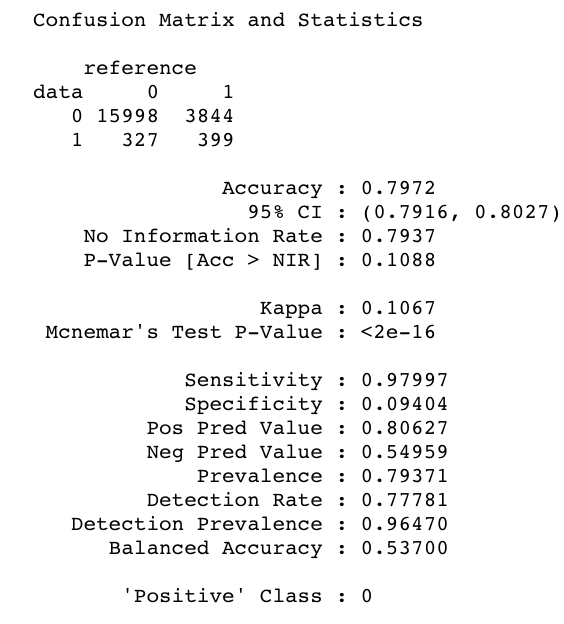 Confusion Matrix and Statistics
reference
data 0 1
0 15998 3844
1 327 399
Accuracy : 0.7972
95% CI : (0.7916, 0.8027)
No Information Rate : 0.7937
P-Value [Acc > NIR] : 0.1088
Kappa : 0.1067
Mcnemar's Test P-Value : <2e-16
Sensitivity : 0.97997
Specificity : 0.09404
Pos Pred Value : 0.80627
Neg Pred Value : 0.54959
Prevalence : 0.79371
Detection Rate : 0.77781
Detection Prevalence : 0.96470
Balanced Accuracy : 0.53700
'Positive' Class : 0